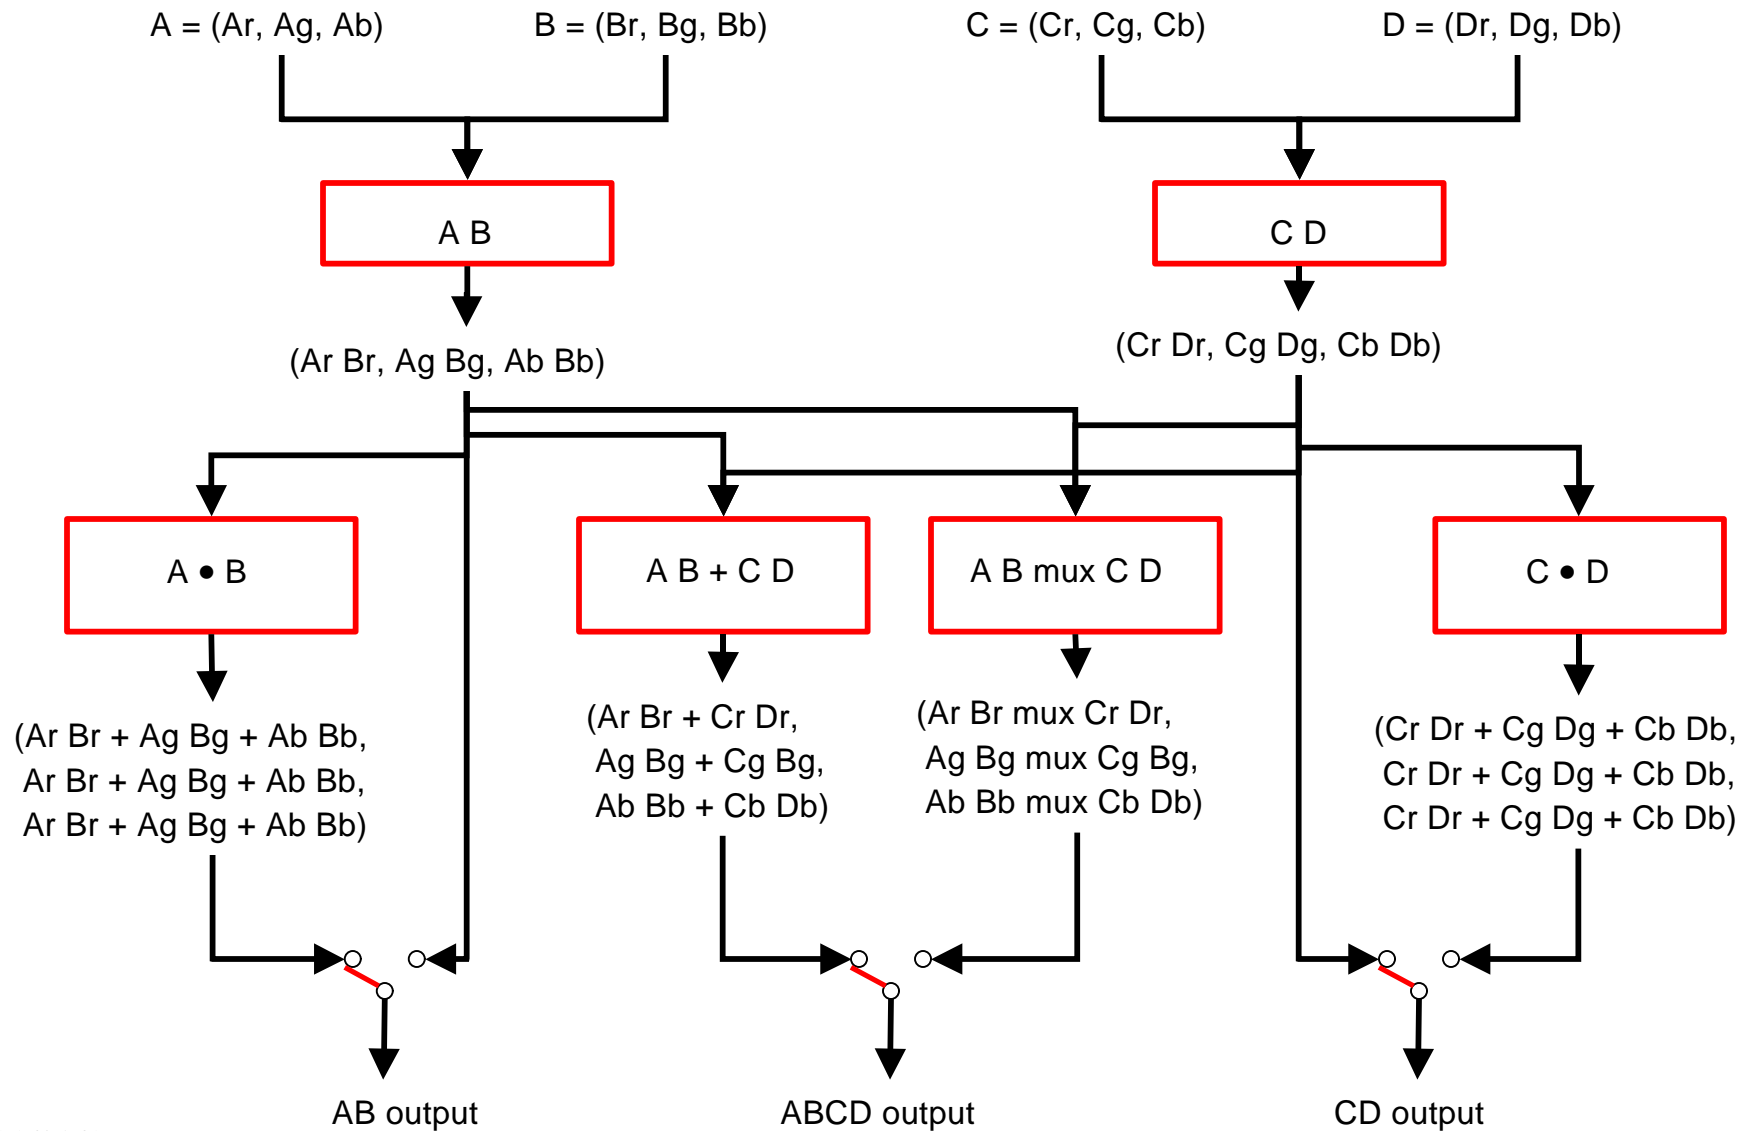 A = (Ar, Ag, Ab)
B = (Br, Bg, Bb)
C = (Cr, Cg, Cb)
D = (Dr, Dg, Db)
A B
C D
(Ar Br, Ag Bg, Ab Bb)
(Cr Dr, Cg Dg, Cb Db)
A • B
A B + C D
A B mux C D
C • D
(Ar Br + Ag Bg + Ab Bb,
Ar Br + Ag Bg + Ab Bb,
Ar Br + Ag Bg + Ab Bb)
(Ar Br + Cr Dr,
Ag Bg + Cg Bg,
Ab Bb + Cb Db)
(Ar Br mux Cr Dr,
Ag Bg mux Cg Bg,
Ab Bb mux Cb Db)
(Cr Dr + Cg Dg + Cb Db,
Cr Dr + Cg Dg + Cb Db,
Cr Dr + Cg Dg + Cb Db)
AB output
ABCD output
CD output